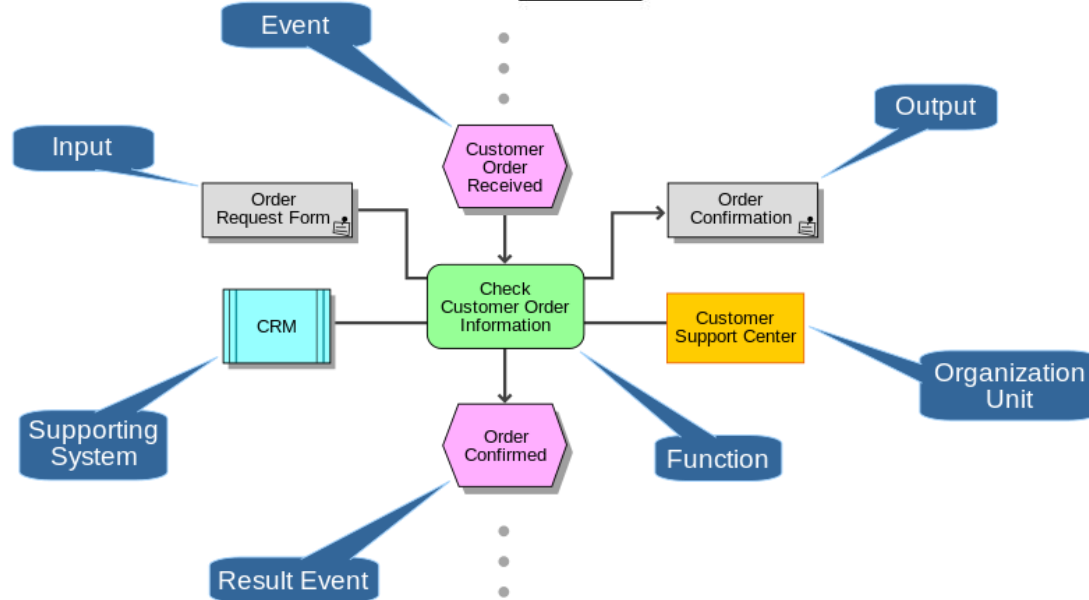 Event
Output
Input
Customer
Order
Received
Order
Request Form
Order
Confirmation
Check
Customer Order
Information
CRM
Customer
Support Center
Organization
Unit
Supporting
System
Order
Confirmed
Function
Result Event